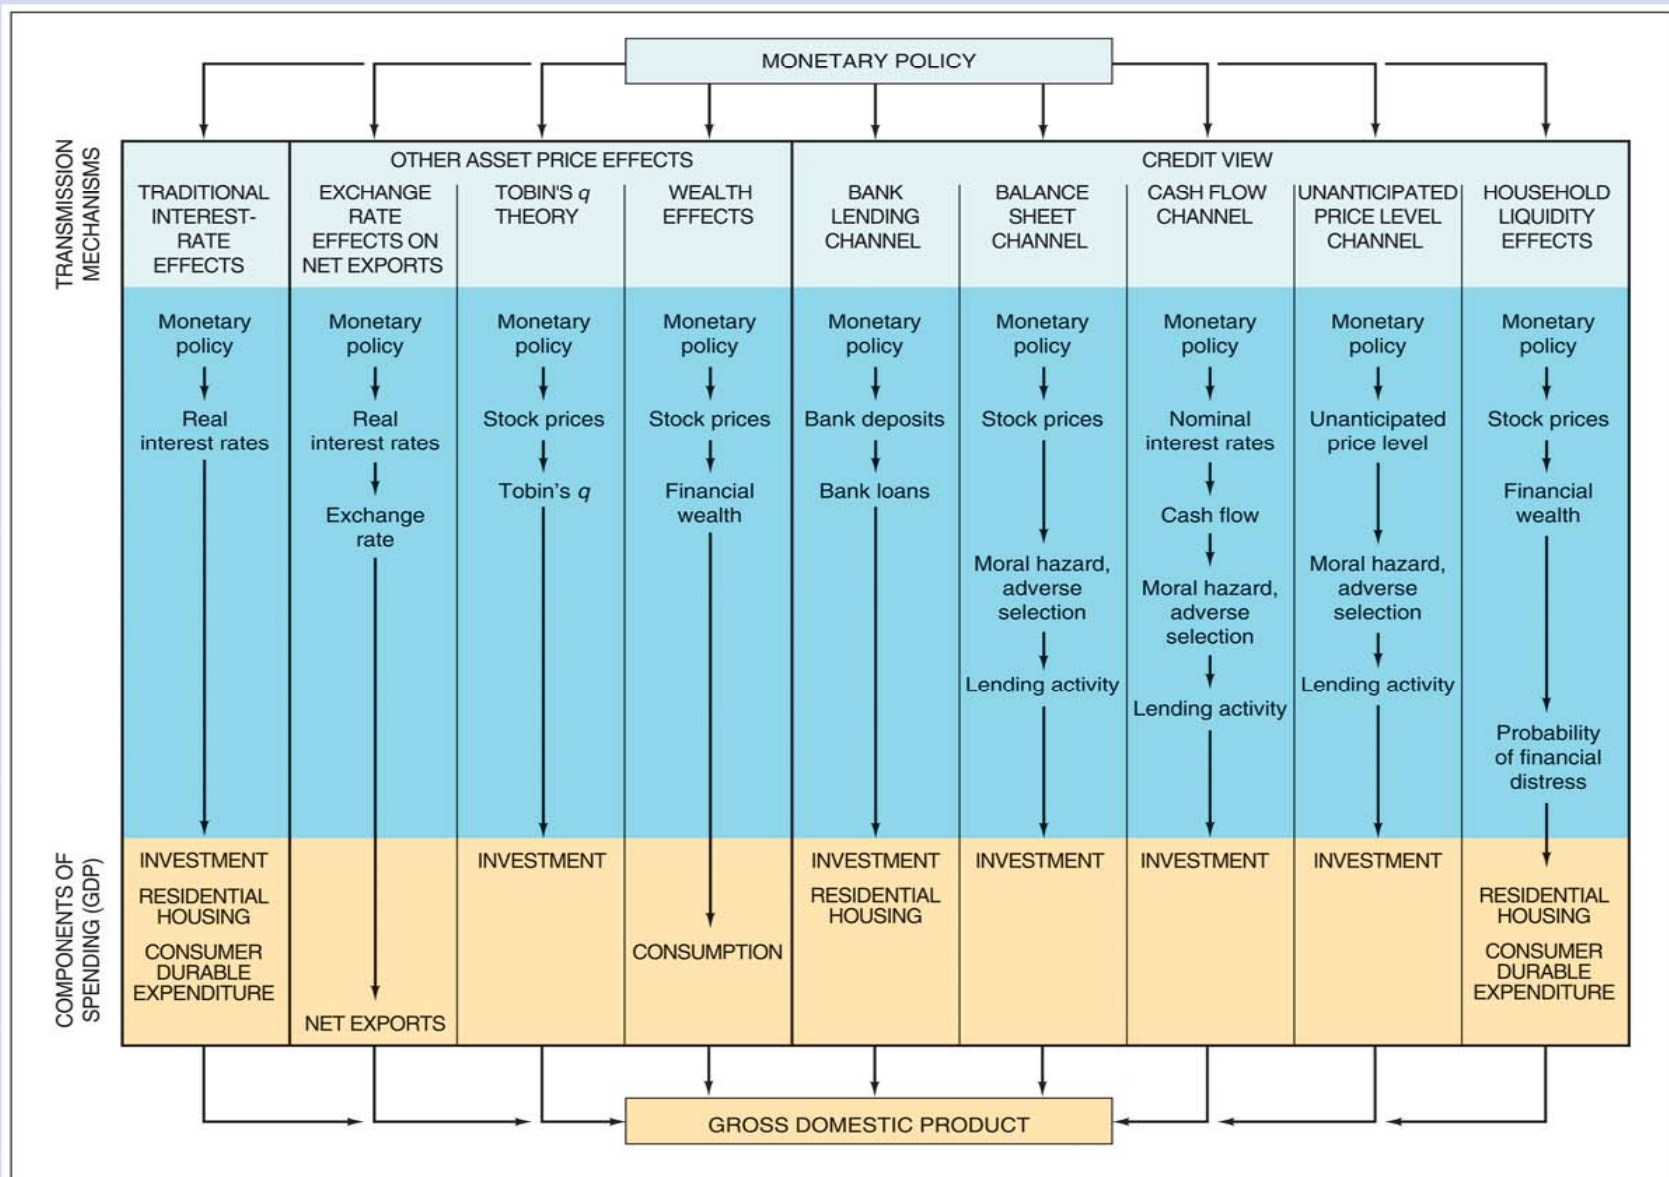 MONETARY POLICY
TRANSMISSION
MECHANISMS
OTHER ASSET PRICE EFFECTS
CREDIT VIEW
TRADITIONAL
INTEREST-
RATE
EFFECTS
EXCHANGE
RATE
EFFECTS ON
NET EXPORTS
TOBIN'S q
THEORY
WEALTH
EFFECTS
BANK
LENDING
CHANNEL
BALANCE
SHEET
CHANNEL
CASH FLOW
CHANNEL
UNANTICIPATED
PRICE LEVEL
CHANNEL
HOUSEHOLD
LIQUIDITY
EFFECTS
Monetary
policy
Real
interest rates
Monetary
policy
Real
interest rates
Exchange
rate
Monetary
policy
Stock prices
Tobin’s q
Monetary
policy
Stock prices
Financial
wealth
Monetary
policy
Bank deposits
Bank loans
Monetary
policy
Stock prices
Moral hazard,
adverse
selection
Lending activity
Monetary
policy
Nominal
interest rates
Cash flow
Moral hazard,
adverse
selection
Lending activity
Monetary
policy
Unanticipated
price level
Moral hazard,
adverse
selection
Lending activity
Monetary
policy
Stock prices
Financial
wealth
Probability
of financial
distress
COMPONENTS OF
SPENDING (GDP)
INVESTMENT
RESIDENTIAL
HOUSING
CONSUMER
DURABLE
EXPENDITURE
NET EXPORTS
INVESTMENT
CONSUMPTION
INVESTMENT
RESIDENTIAL
HOUSING
INVESTMENT
INVESTMENT
INVESTMENT
RESIDENTIAL
HOUSING
CONSUMER
DURABLE
EXPENDITURE
GROSS DOMESTIC PRODUCT